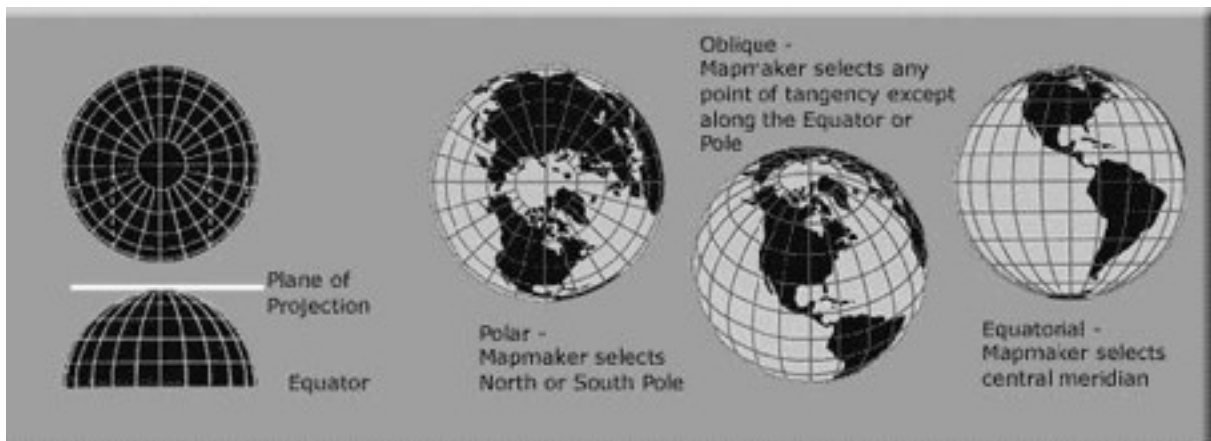 Plane of
Projection
Equator
Polar -
Mapmaker selects
North or South Pole
Oblique -
Mapmaker selects any
point of tangency except
along the Equator or
Pole
Equatorial -
Mapmaker selects
central meridian